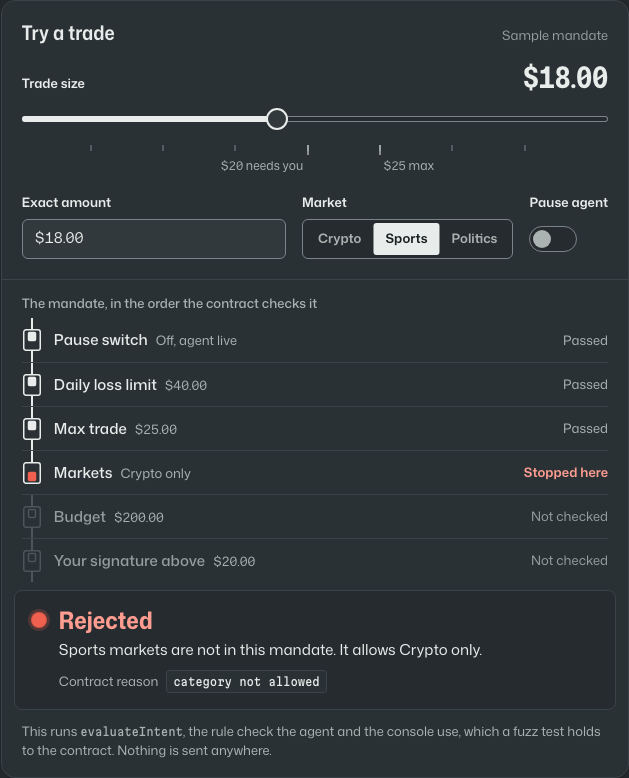 Try a trade
Sample mandate
Trade size
$18.00
$20 needs you
$25 max
Exact amount
Market
Pause agent
$18.00
Crypto
Sports
Politics
The mandate, in the order the contract checks it
Pause switch Off, agent live Passed
Daily loss limit $40.00 Passed
Max trade $25.00 Passed
Markets Crypto only Stopped here
Budget $200.00 Not checked
Your signature above $20.00 Not checked
Rejected
Sports markets are not in this mandate. It allows Crypto only.
Contract reason category not allowed
This runs evaluateIntent, the rule check the agent and the console use, which a fuzz test holds
to the contract. Nothing is sent anywhere.